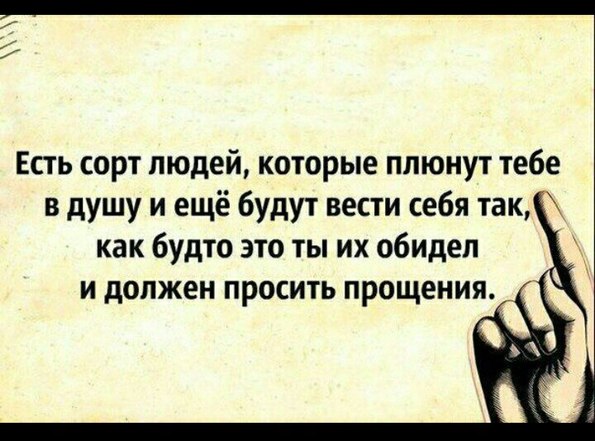 Есть сорт людей, которые плюнут тебе
в душу и ещё будут вести себя так,
как будто это ты их обидел
и должен просить прощения.